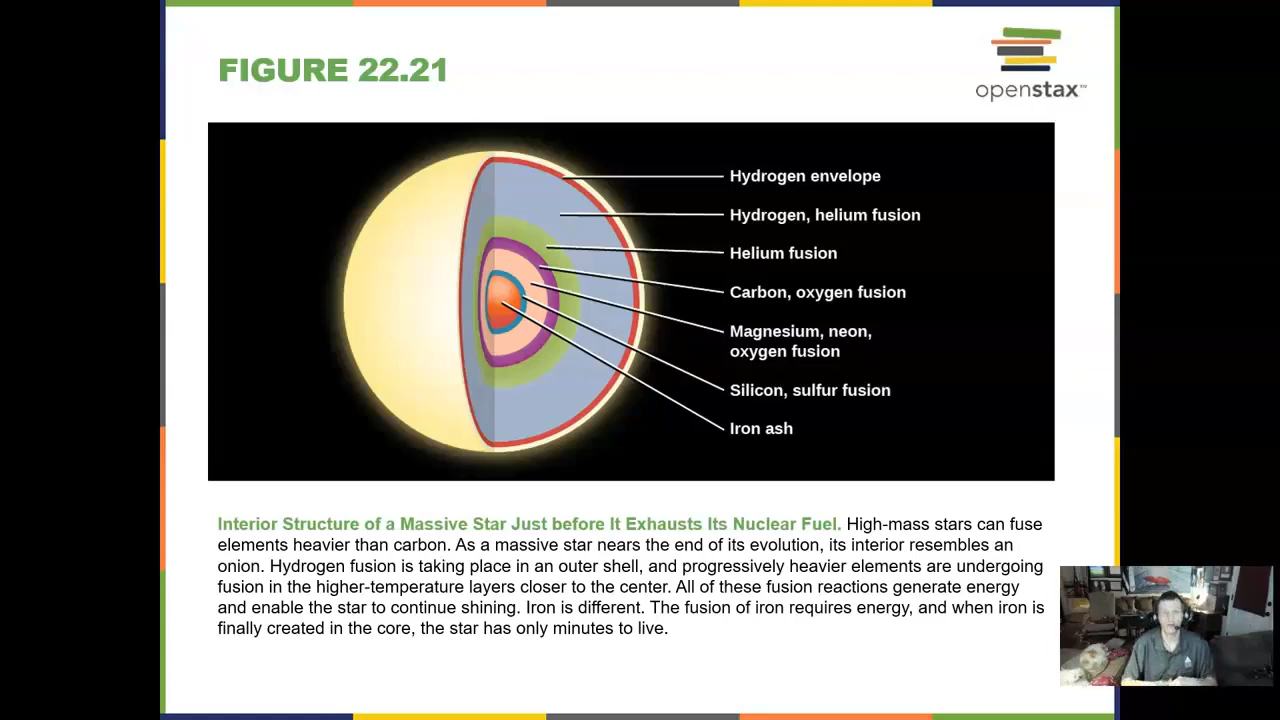 FIGURE 22.21
openstax™
Hydrogen envelope
Hydrogen, helium fusion
Helium fusion
Carbon, oxygen fusion
Magnesium, neon,
oxygen fusion
Silicon, sulfur fusion
Iron ash
Interior Structure of a Massive Star Just before It Exhausts Its Nuclear Fuel. High-mass stars can fuse
elements heavier than carbon. As a massive star nears the end of its evolution, its interior resembles an
onion. Hydrogen fusion is taking place in an outer shell, and progressively heavier elements are undergoing
fusion in the higher-temperature layers closer to the center. All of these fusion reactions generate energy
and enable the star to continue shining. Iron is different. The fusion of iron requires energy, and when iron is
finally created in the core, the star has only minutes to live.